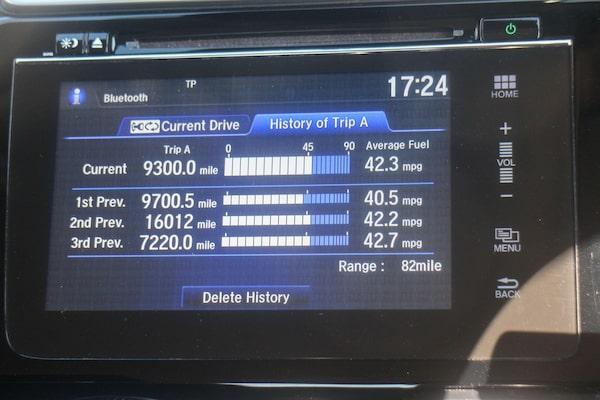 TP
17:24
i Bluetooth
Current Drive History of Trip A
Trip A 0 45 90 Average Fuel
Current 9300.0 mile 42.3 mpg
1st Prev. 9700.5 mile 40.5 mpg
2nd Prev. 16012 mile 42.2 mpg
3rd Prev. 7220.0 mile 42.7 mpg
Range : 82mile
Delete History
HOME
+
VOL
−
MENU
BACK